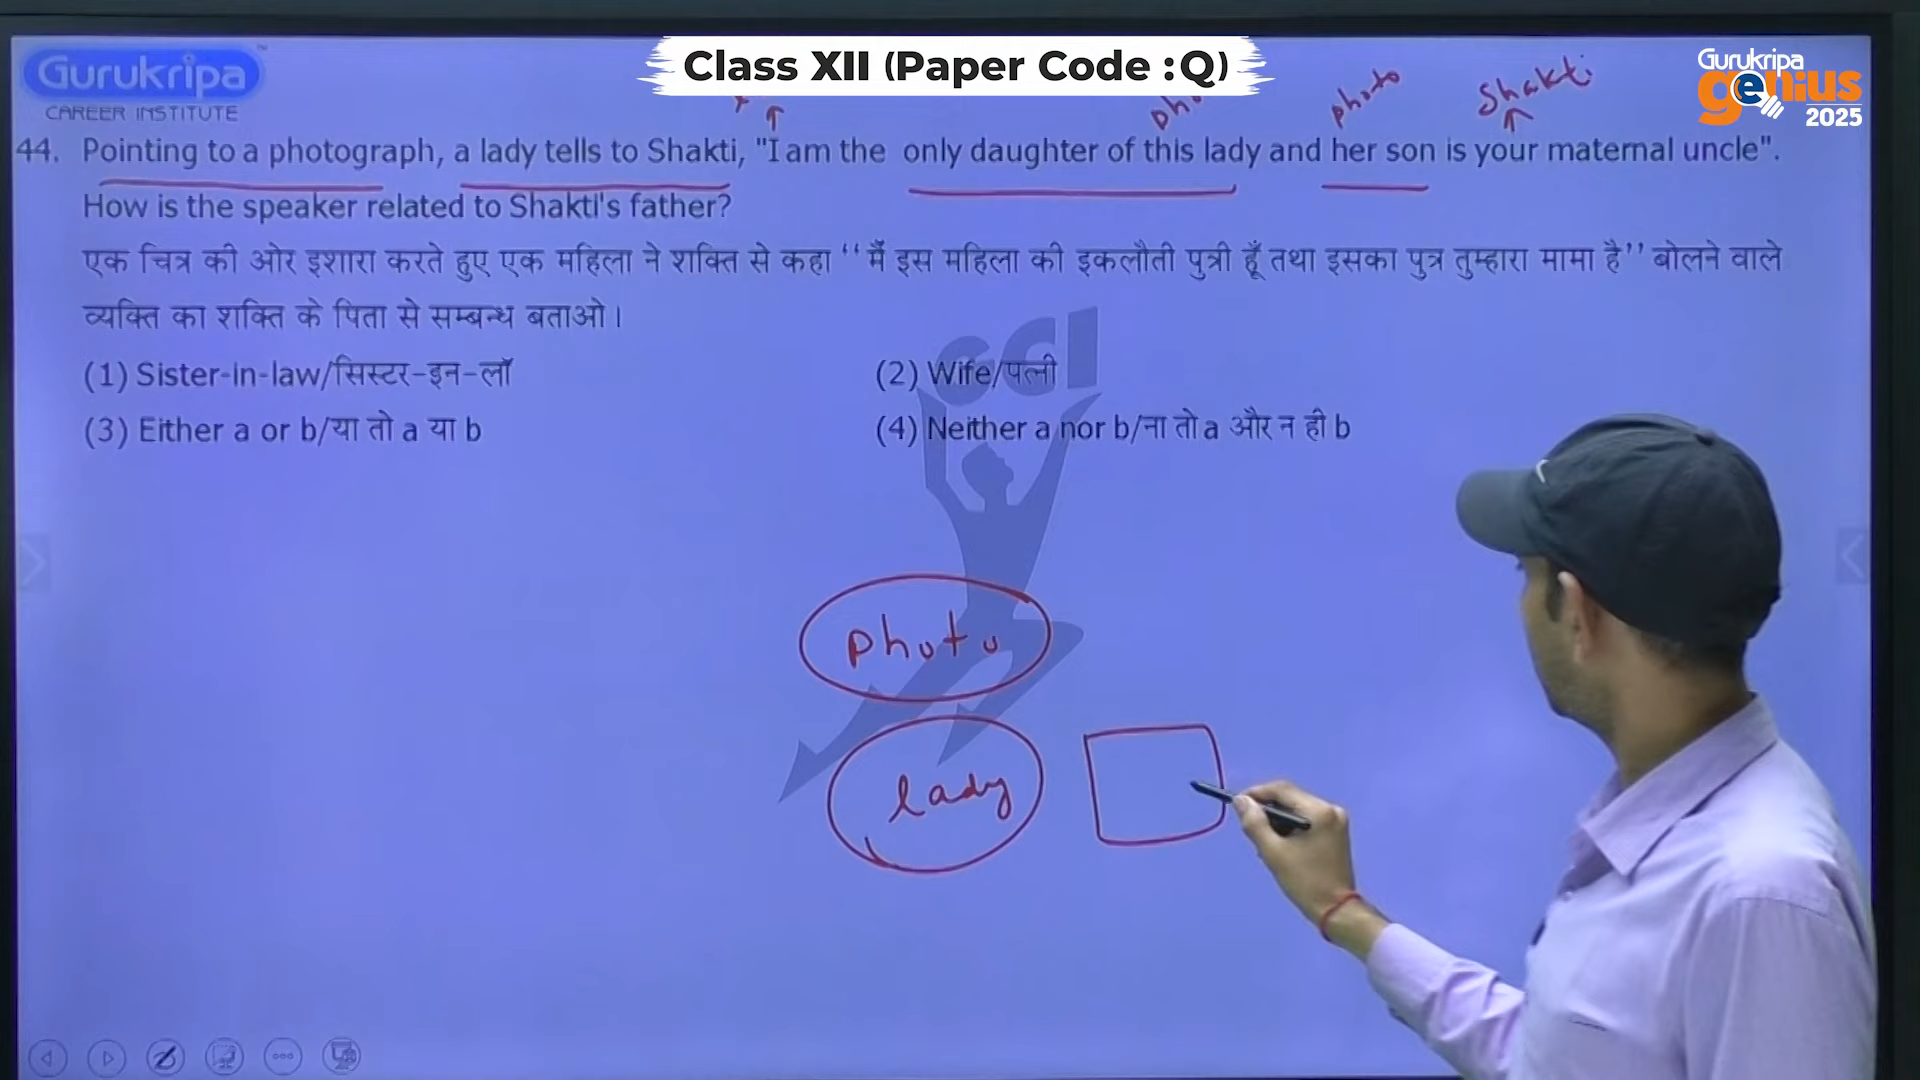 Class XII (Paper Code :Q)
Gurukripa
CAREER INSTITUTE
Gurukripa
genius
2025
photo
Shakti
44. Pointing to a photograph, a lady tells to Shakti, "I am the only daughter of this lady and her son is your maternal uncle".
How is the speaker related to Shakti's father?
एक चित्र की ओर इशारा करते हुए एक महिला ने शक्ति से कहा ‘‘मैं इस महिला की इकलौती पुत्री हूँ तथा इसका पुत्र तुम्हारा मामा है’’ बोलने वाले
व्यक्ति का शक्ति के पिता से सम्बन्ध बताओ।
(1) Sister-in-law/सिस्टर-इन-लॉ
(2) Wife/पत्नी
(3) Either a or b/या तो a या b
(4) Neither a nor b/ना तो a और न ही b
GCI
photo
lady